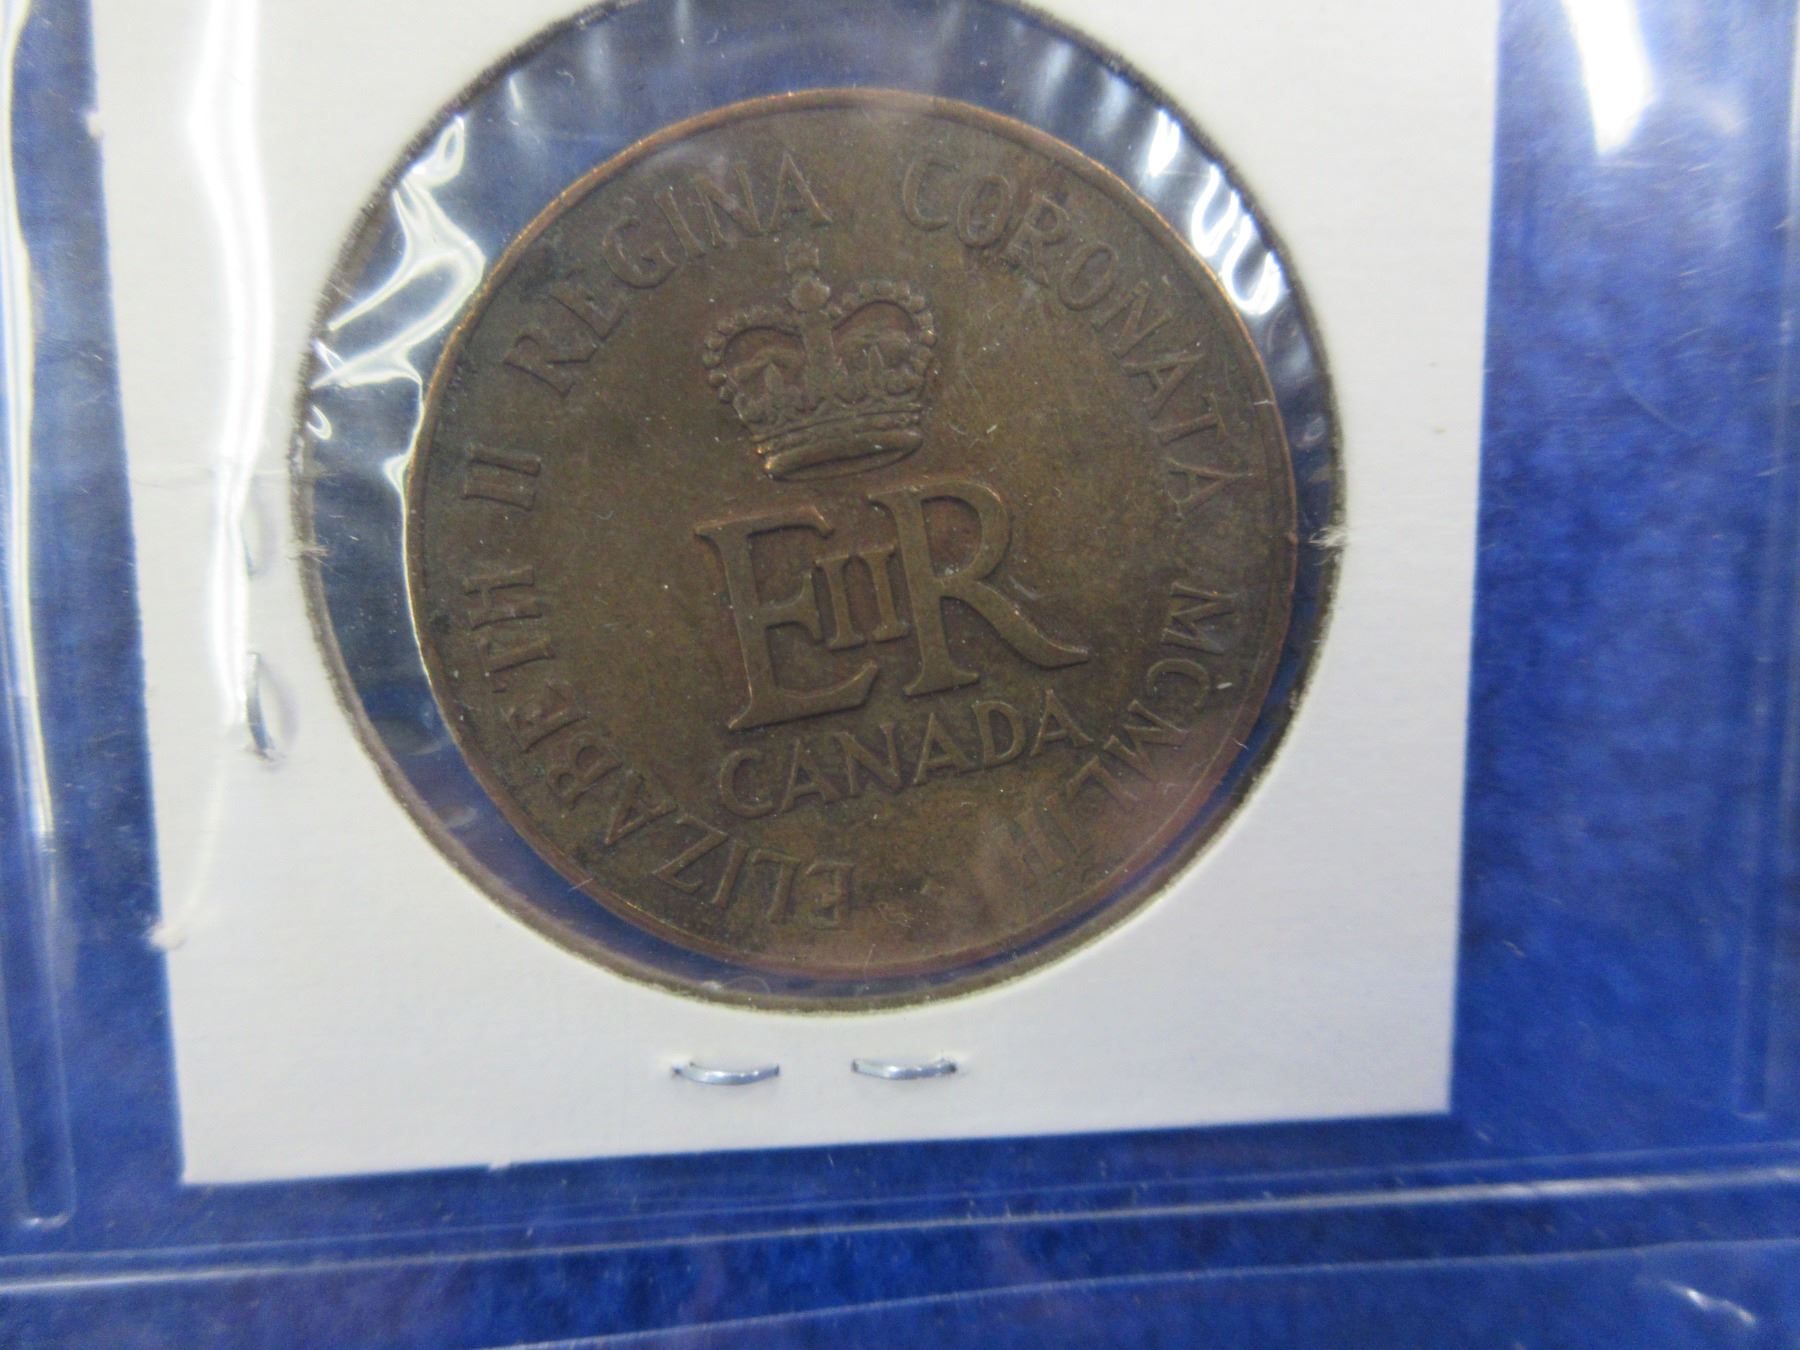 ELIZABETH II REGINA CORONATA MCMLIII
EIIR
CANADA